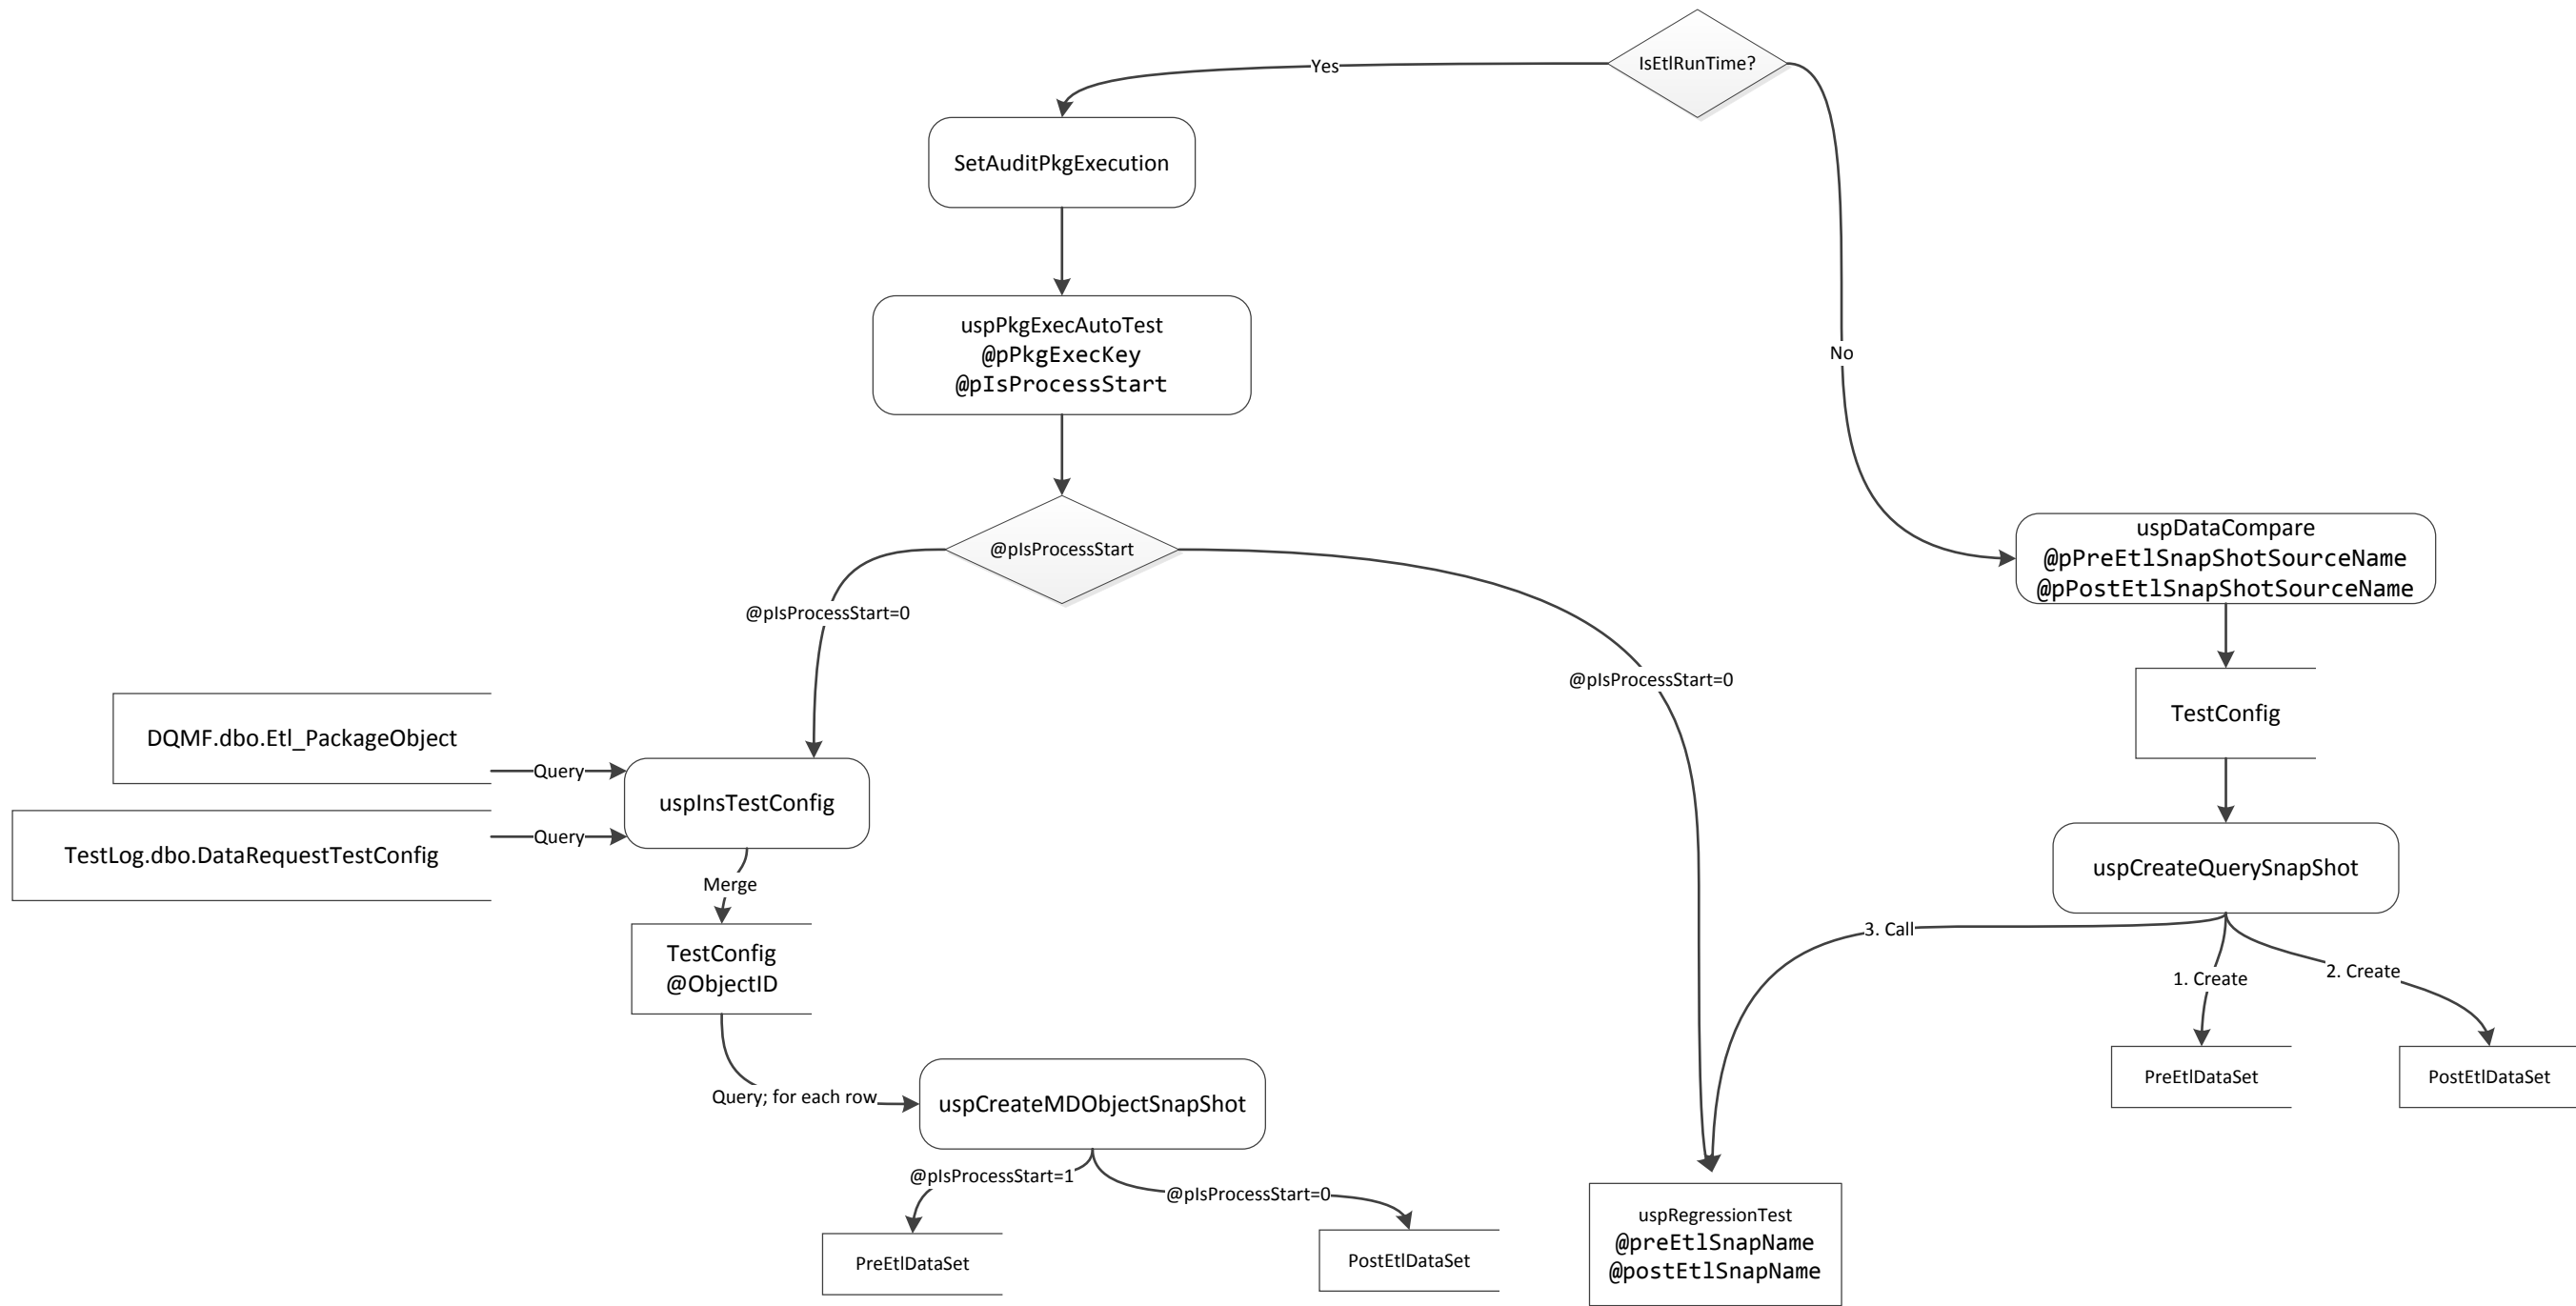 IsEtlRunTime?
Yes
SetAuditPkgExecution
uspPkgExecAutoTest
@pPkgExecKey
@pIsProcessStart
No
@pIsProcessStart
uspDataCompare
@pPreEtlSnapShotSourceName
@pPostEtlSnapShotSourceName
@pIsProcessStart=0
@pIsProcessStart=0
DQMF.dbo.Etl_PackageObject
TestConfig
Query
uspInsTestConfig
Query
TestLog.dbo.DataRequestTestConfig
uspCreateQuerySnapShot
Merge
3. Call
TestConfig
@ObjectID
1. Create
2. Create
PreEtlDataSet
PostEtlDataSet
Query; for each row
uspCreateMDObjectSnapShot
@pIsProcessStart=1
@pIsProcessStart=0
PreEtlDataSet
PostEtlDataSet
uspRegressionTest
@preEtlSnapName
@postEtlSnapName